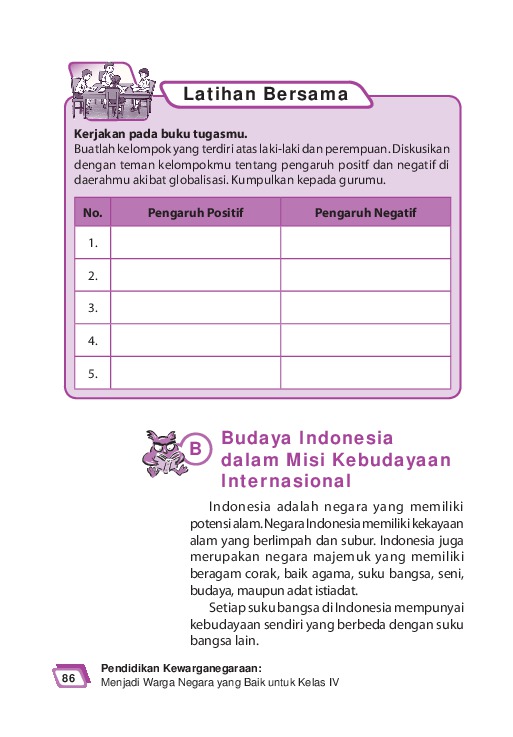 Latihan Bersama
Kerjakan pada buku tugasmu.
Buatlah kelompok yang terdiri atas laki-laki dan perempuan. Diskusikan
dengan teman kelompokmu tentang pengaruh positf dan negatif di
daerahmu akibat globalisasi. Kumpulkan kepada gurumu.
No. Pengaruh Positif Pengaruh Negatif
1.
2.
3.
4.
5.
B
Budaya Indonesia
dalam Misi Kebudayaan
Internasional
Indonesia adalah negara yang memiliki
potensi alam. Negara Indonesia memiliki kekayaan
alam yang berlimpah dan subur. Indonesia juga
merupakan negara majemuk yang memiliki
beragam corak, baik agama, suku bangsa, seni,
budaya, maupun adat istiadat.
Setiap suku bangsa di Indonesia mempunyai
kebudayaan sendiri yang berbeda dengan suku
bangsa lain.
86
Pendidikan Kewarganegaraan:
Menjadi Warga Negara yang Baik untuk Kelas IV